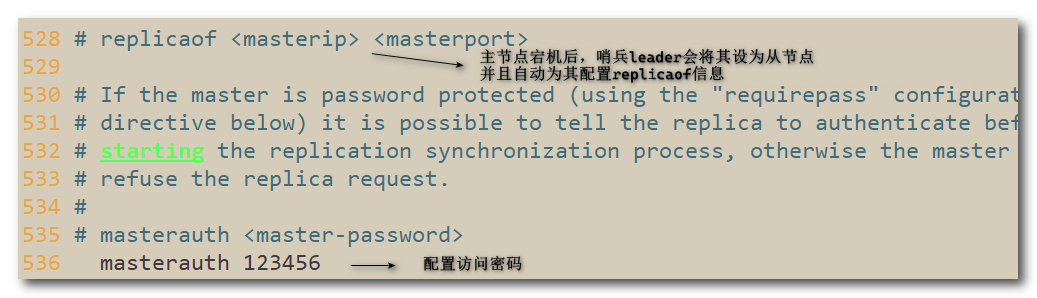 528 # replicaof <masterip> <masterport>
主节点宕机后，哨兵leader会将其设为从节点
529
并且自动为其配置replicaof信息
530 # If the master is password protected (using the "requirepass" configurat
531 # directive below) it is possible to tell the replica to authenticate bef
532 # starting the replication synchronization process, otherwise the master
533 # refuse the replica request.
534 #
535 # masterauth <master-password>
536 masterauth 123456 配置访问密码